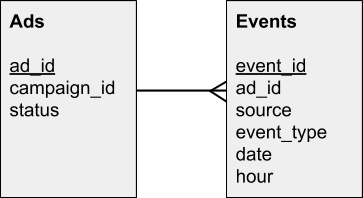 Ads
ad_id
campaign_id
status
Events
event_id
ad_id
source
event_type
date
hour